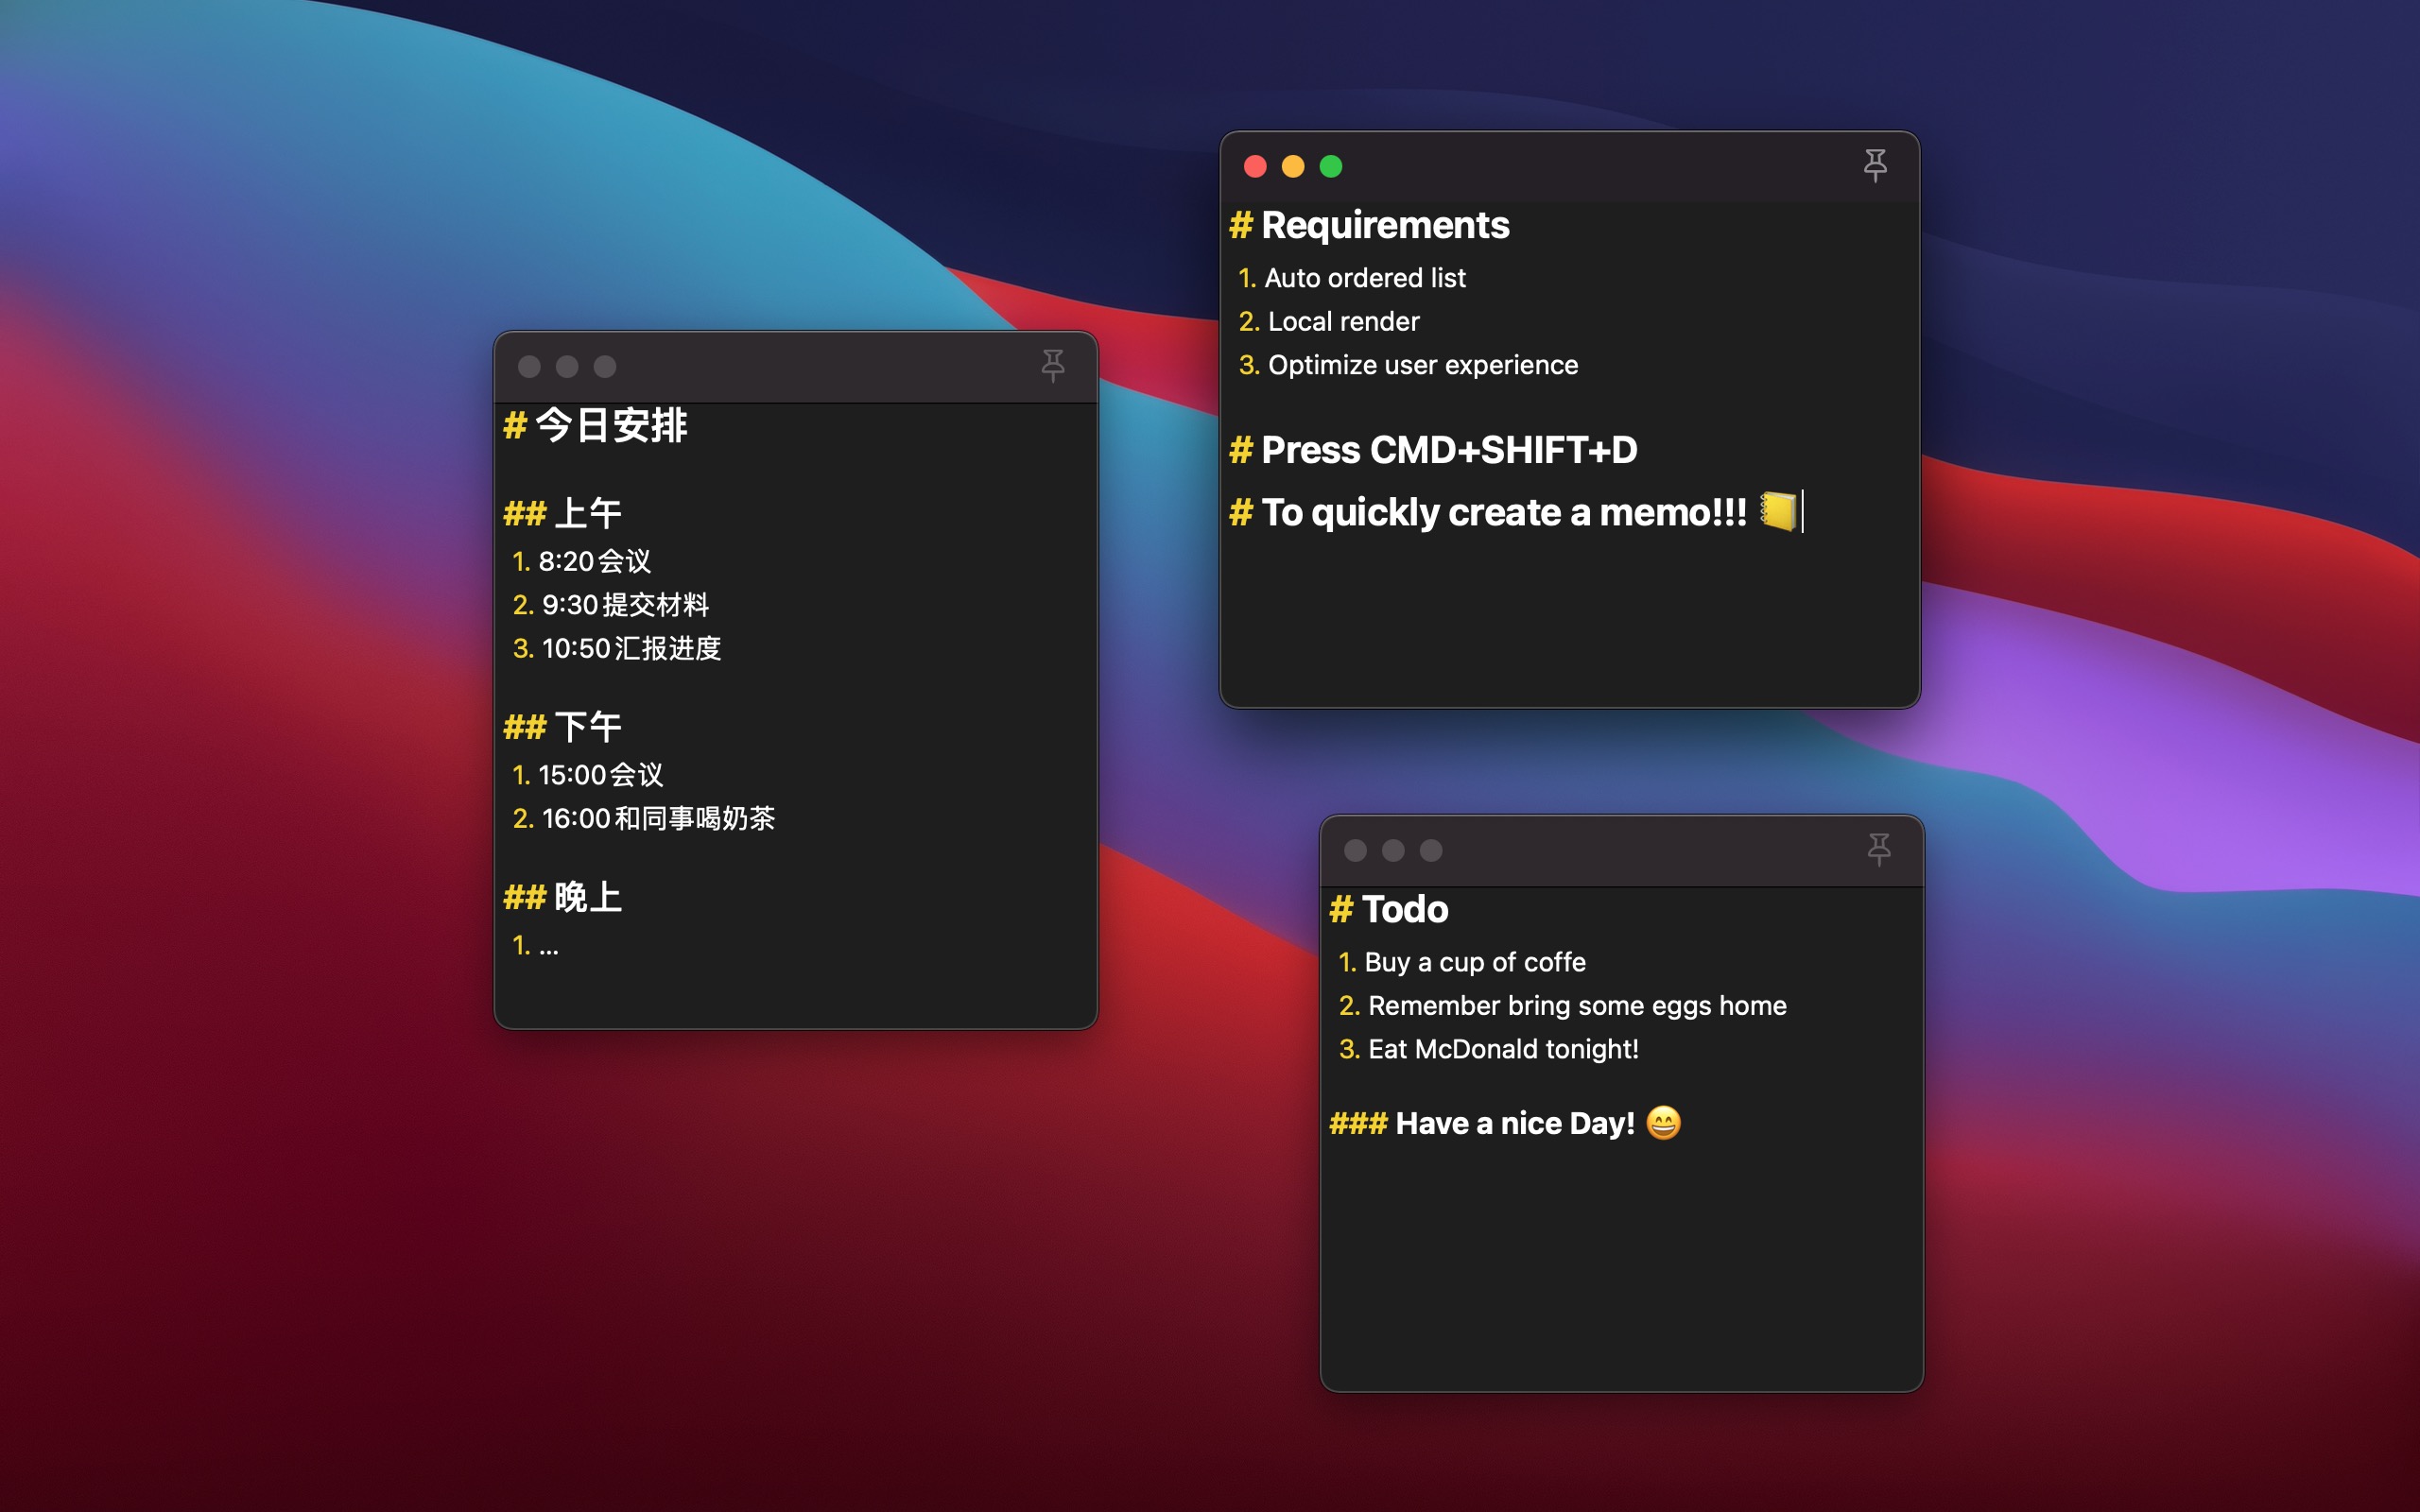 # 今日安排
## 上午
1. 8:20会议
2. 9:30提交材料
3. 10:50汇报进度
## 下午
1. 15:00会议
2. 16:00和同事喝奶茶
## 晚上
1. ...
# Requirements
1. Auto ordered list
2. Local render
3. Optimize user experience
# Press CMD+SHIFT+D
# To quickly create a memo!!! 📒
# Todo
1. Buy a cup of coffe
2. Remember bring some eggs home
3. Eat McDonald tonight!
### Have a nice Day! 😄